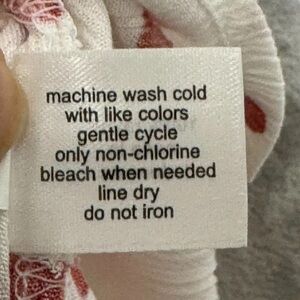 machine wash cold
with like colors
gentle cycle
only non-chlorine
bleach when needed
line dry
do not iron